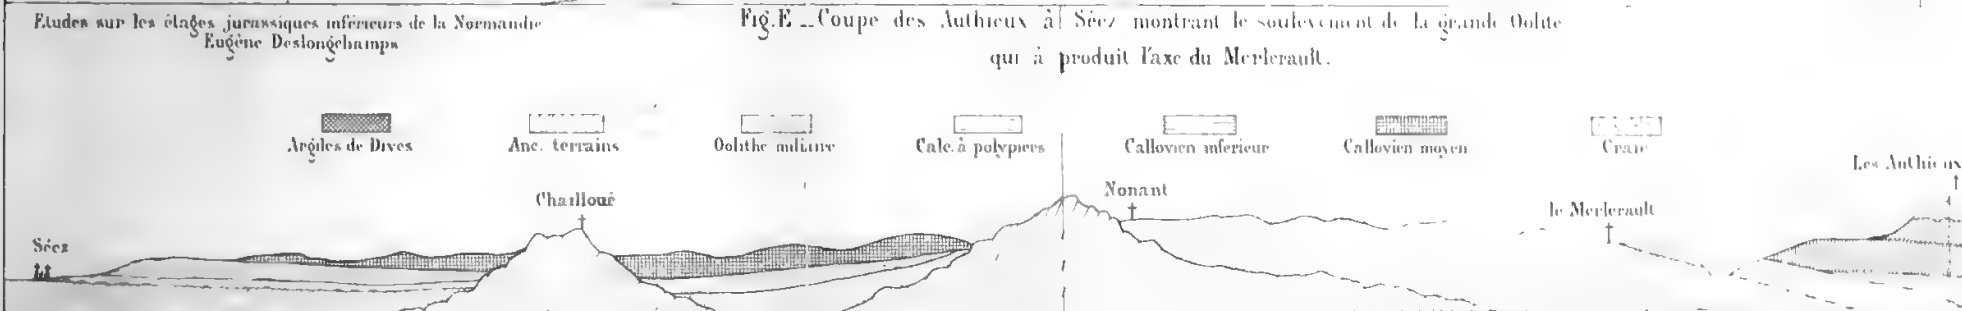 Etudes sur les étages jurassiques inférieurs de la Normandie
Eugène Deslongchamps
Fig. E _ Coupe des Authieux à Séez montrant le soulèvement de la grande Oolite
qui à produit l'axe du Merlerault.
Argiles de Dives
Anc. terrains
Oolithe miliaire
Calc. à polypiers
Callovien inferieur
Callovien moyen
Craie
Séez
Chailloué
Nonant
le Merlerault
Les Authieux